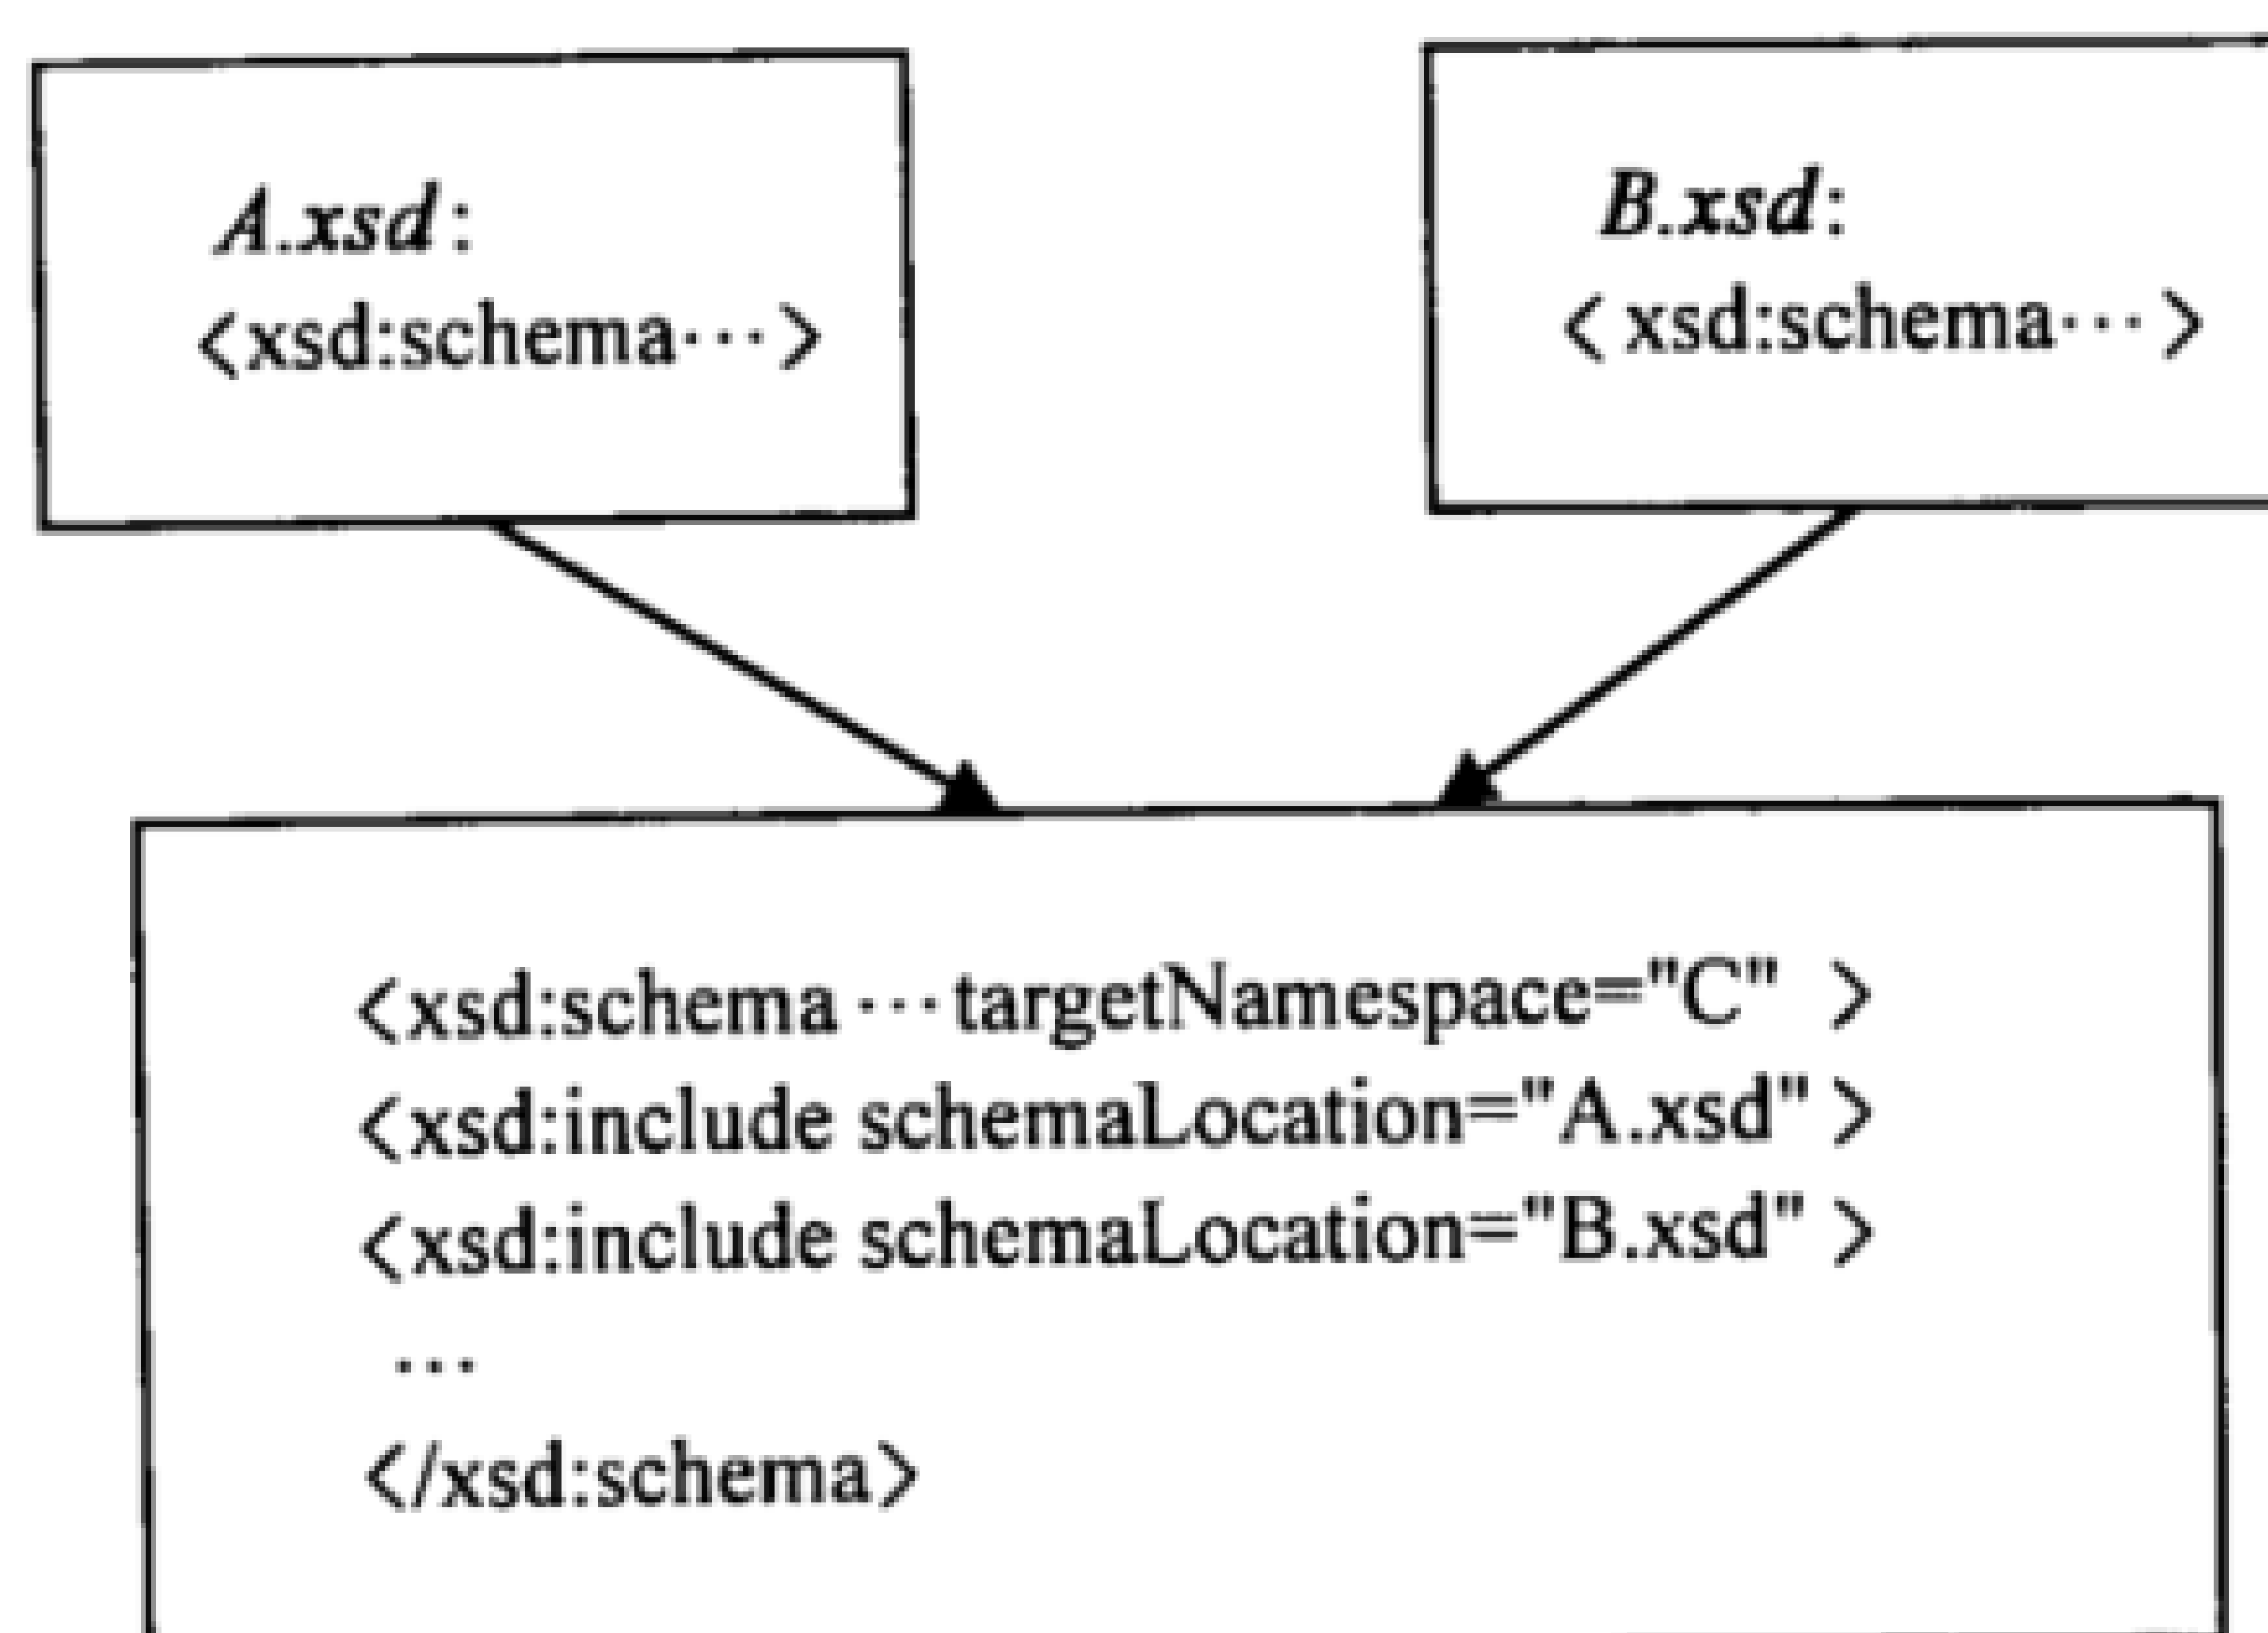 A.xsd:
<xsd:schema···>
B.xsd:
< xsd:schema···>
<xsd:schema ···targetNamespace="C" >
<xsd:include schemaLocation="A.xsd" >
<xsd:include schemaLocation="B.xsd" >
···
</xsd:schema>